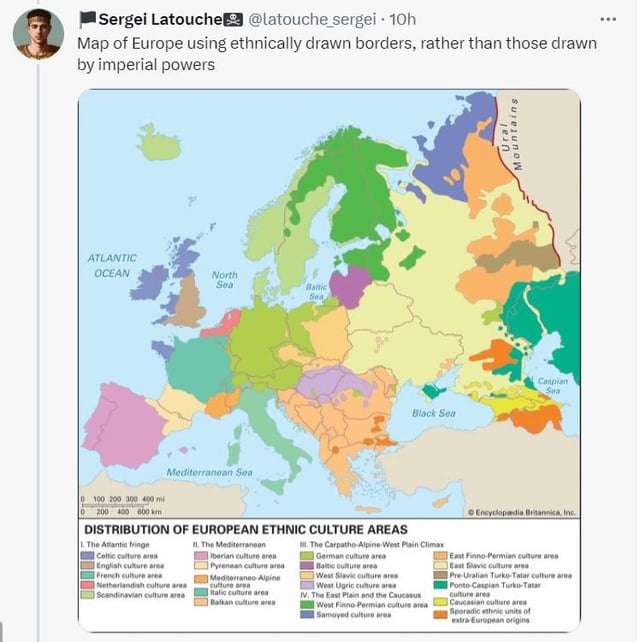 Sergei Latouche @latouche_sergei · 10h
Map of Europe using ethnically drawn borders, rather than those drawn
by imperial powers
Ural
Mountains
ATLANTIC
OCEAN
North
Sea
Baltic
Sea
Caspian
Sea
Black Sea
Mediterranean Sea
0 100 200 300 400 mi
0 200 400 600 km
© Encyclopædia Britannica, Inc.
DISTRIBUTION OF EUROPEAN ETHNIC CULTURE AREAS
I. The Atlantic fringe
Celtic culture area
English culture area
French culture area
Netherlandish culture area
Scandinavian culture area
II. The Mediterranean
Iberian culture area
Pyrenean culture area
Mediterraneo-Alpine
culture area
Italic culture area
Balkan culture area
III. The Carpatho-Alpine-West Plain Climax
German culture area
Baltic culture area
West Slavic culture area
West Ugric culture area
IV. The East Plain and the Caucasus
West Finno-Permian culture area
Samoyed culture area
East Finno-Permian culture area
East Slavic culture area
Pre-Uralian Turko-Tatar culture area
Ponto-Caspian Turko-Tatar
culture area
Caucasian culture area
Sporadic ethnic units of
extra-European origins